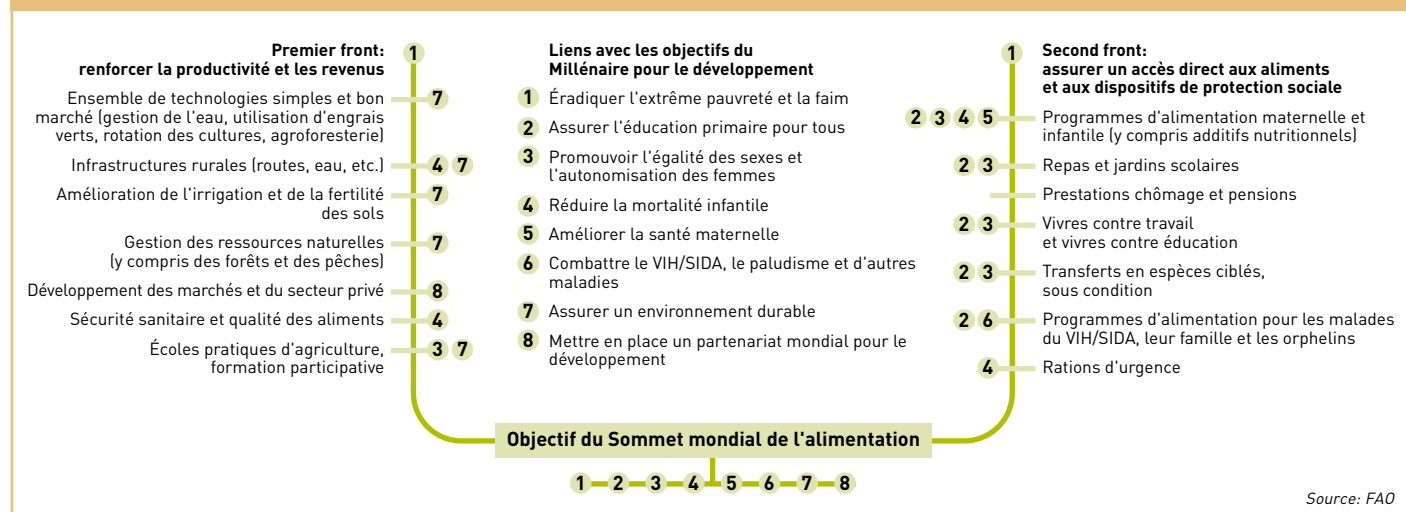 Premier front:
renforcer la productivité et les revenus
1
Ensemble de technologies simples et bon
marché (gestion de l'eau, utilisation d'engrais
verts, rotation des cultures, agroforesterie)
7
Infrastructures rurales (routes, eau, etc.)
4 7
Amélioration de l'irrigation et de la fertilité
des sols
7
Gestion des ressources naturelles
(y compris des forêts et des pêches)
7
Développement des marchés et du secteur privé
8
Sécurité sanitaire et qualité des aliments
4
Écoles pratiques d'agriculture,
formation participative
3 7
Liens avec les objectifs du
Millénaire pour le développement
1 Éradiquer l'extrême pauvreté et la faim
2 Assurer l'éducation primaire pour tous
3 Promouvoir l'égalité des sexes et
l'autonomisation des femmes
4 Réduire la mortalité infantile
5 Améliorer la santé maternelle
6 Combattre le VIH/SIDA, le paludisme et d'autres
maladies
7 Assurer un environnement durable
8 Mettre en place un partenariat mondial pour le
développement
1
Second front:
assurer un accès direct aux aliments
et aux dispositifs de protection sociale
2 3 4 5
Programmes d'alimentation maternelle et
infantile (y compris additifs nutritionnels)
2 3
Repas et jardins scolaires
Prestations chômage et pensions
2 3
Vivres contre travail
et vivres contre éducation
2 3
Transferts en espèces ciblés,
sous condition
2 6
Programmes d'alimentation pour les malades
du VIH/SIDA, leur famille et les orphelins
4
Rations d'urgence
Objectif du Sommet mondial de l'alimentation
1 2 3 4 5 6 7 8
Source: FAO